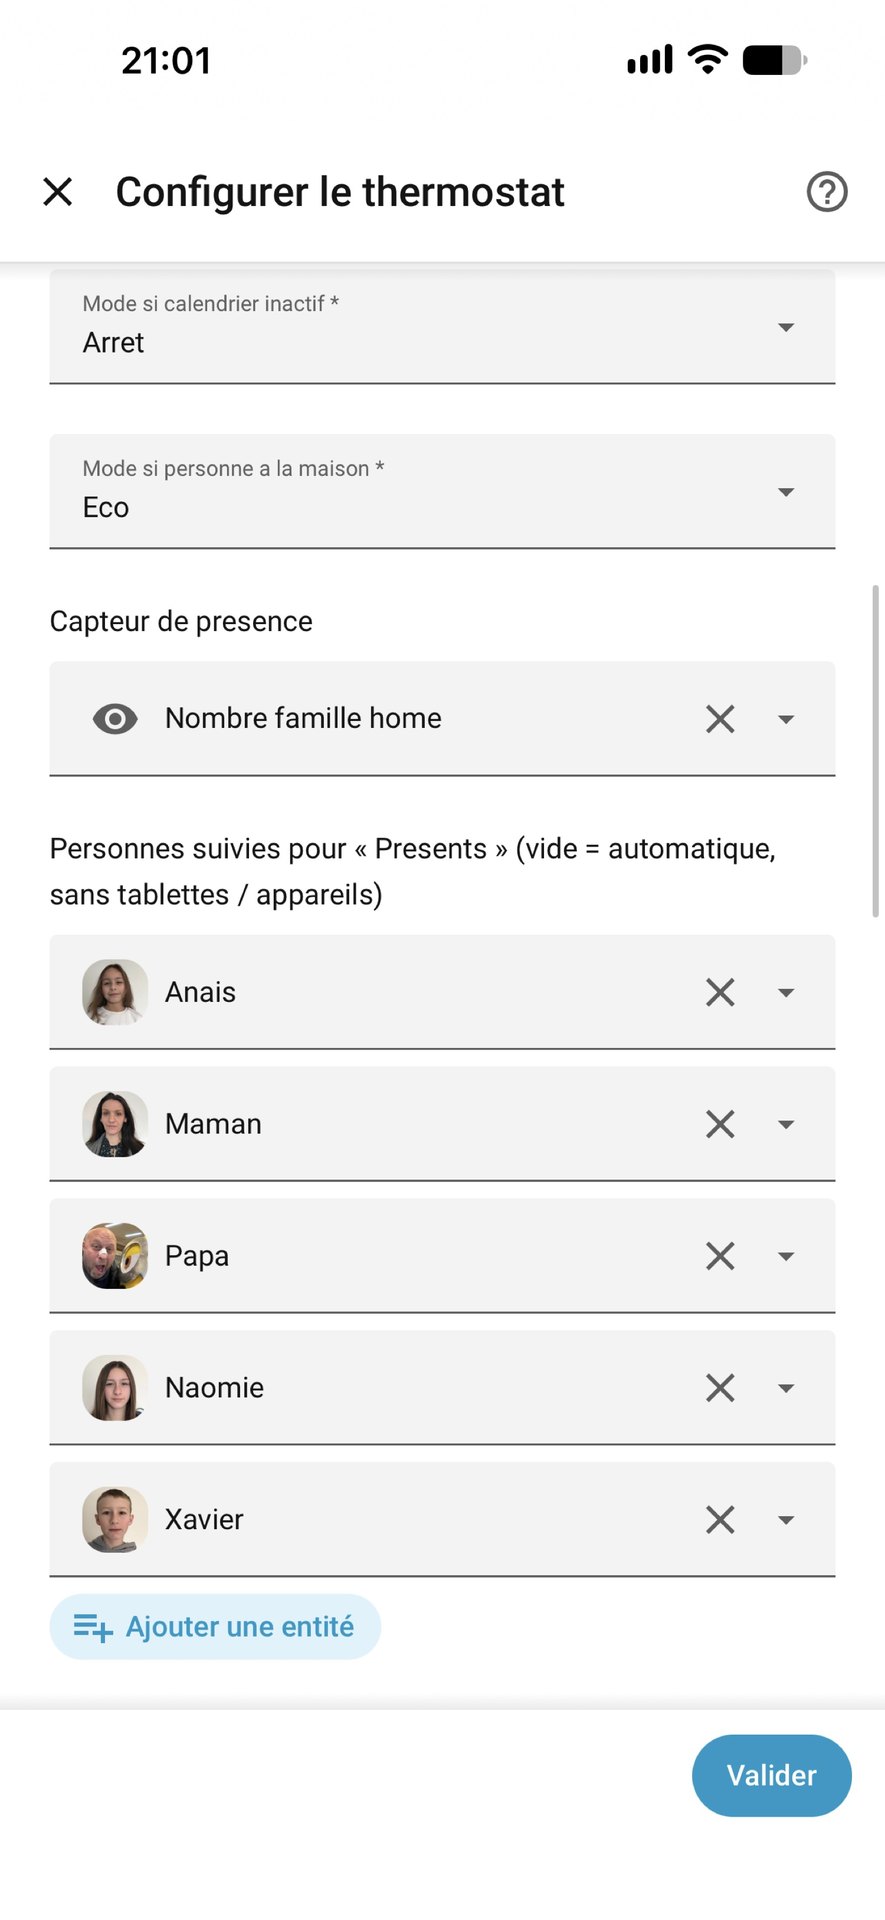 21:01
Configurer le thermostat
Mode si calendrier inactif *
Arret
Mode si personne a la maison *
Eco
Capteur de presence
Nombre famille home
Personnes suivies pour « Presents » (vide = automatique,
sans tablettes / appareils)
Anais
Maman
Papa
Naomie
Xavier
Ajouter une entité
Valider